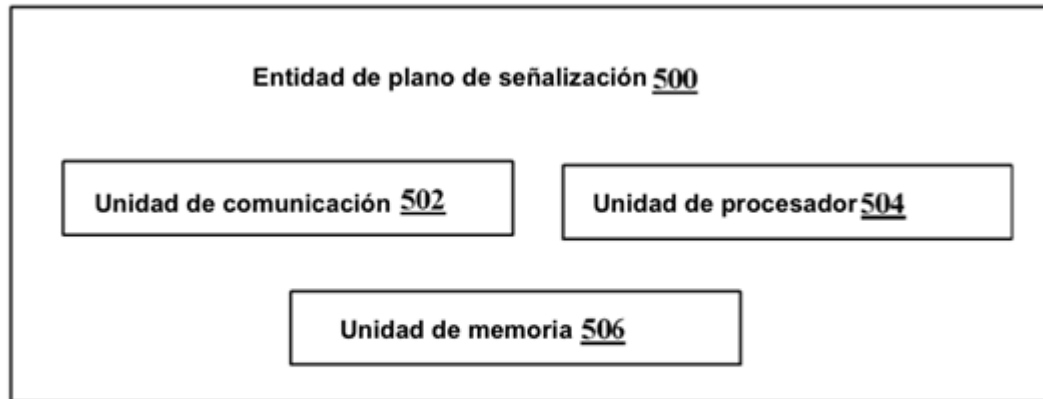 Entidad de plano de señalización 500
Unidad de comunicación 502
Unidad de procesador 504
Unidad de memoria 506